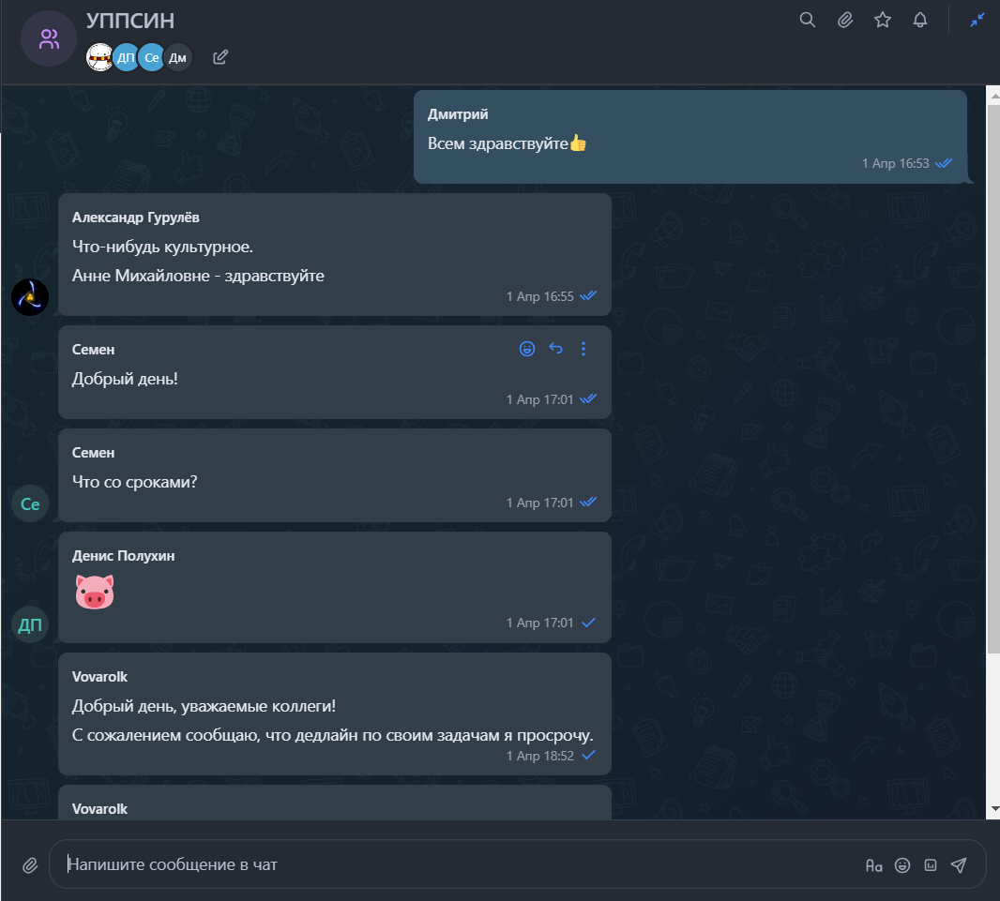 УППСИН
ДП Се Дм
Дмитрий
Всем здравствуйте👍
1 Апр 16:53
Александр Гурулёв
Что-нибудь культурное.
Анне Михайловне - здравствуйте
1 Апр 16:55
Семен
Добрый день!
1 Апр 17:01
Семен
Что со сроками?
1 Апр 17:01
Се
Денис Полухин
🐷
1 Апр 17:01
ДП
Vovarolk
Добрый день, уважаемые коллеги!
С сожалением сообщаю, что дедлайн по своим задачам я просрочу.
1 Апр 18:52
Vovarolk
Напишите сообщение в чат
Aa